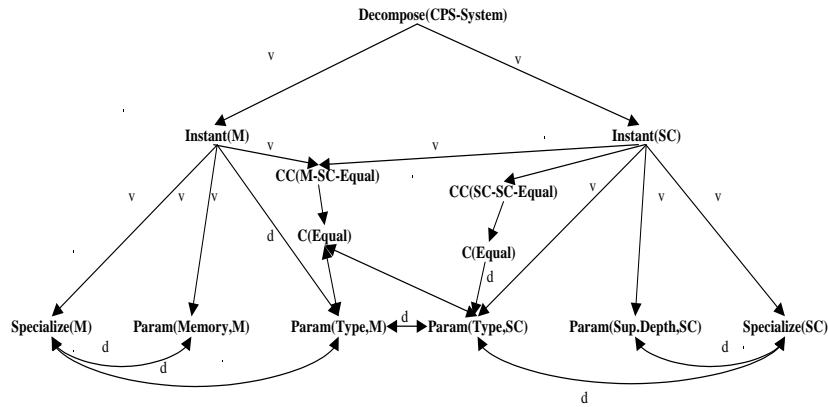 Decompose(CPS-System)
v
v
Instant(M)
Instant(SC)
v
v
CC(M-SC-Equal)
CC(SC-SC-Equal)
v
v
v
v
v
v
d
C(Equal)
C(Equal)
d
Specialize(M)
Param(Memory,M)
Param(Type,M)
d
Param(Type,SC)
Param(Sup.Depth,SC)
Specialize(SC)
d
d
d
d